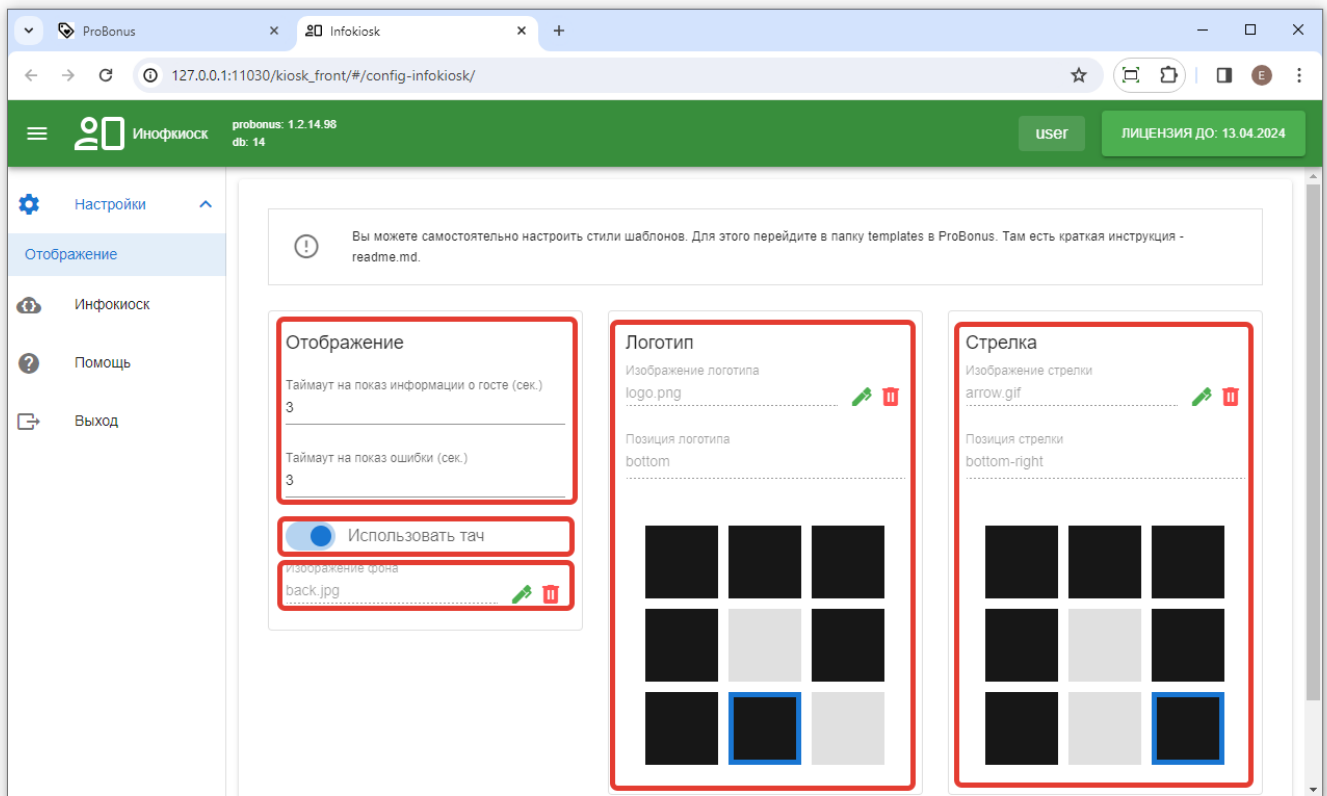 ProBonus
Infokiosk
127.0.0.1:11030/kiosk_front/#/config-infokiosk/
E
Инофкиоск
probonus: 1.2.14.98
db: 14
user
ЛИЦЕНЗИЯ ДО: 13.04.2024
Настройки
Отображение
Инфокиоск
Помощь
Выход
Вы можете самостоятельно настроить стили шаблонов. Для этого перейдите в папку templates в ProBonus. Там есть краткая инструкция -
readme.md.
Отображение
Таймаут на показ информации о госте (сек.)
3
Таймаут на показ ошибки (сек.)
3
Использовать тач
Изображение фона
back.jpg
Логотип
Изображение логотипа
logo.png
Позиция логотипа
bottom
Стрелка
Изображение стрелки
arrow.gif
Позиция стрелки
bottom-right